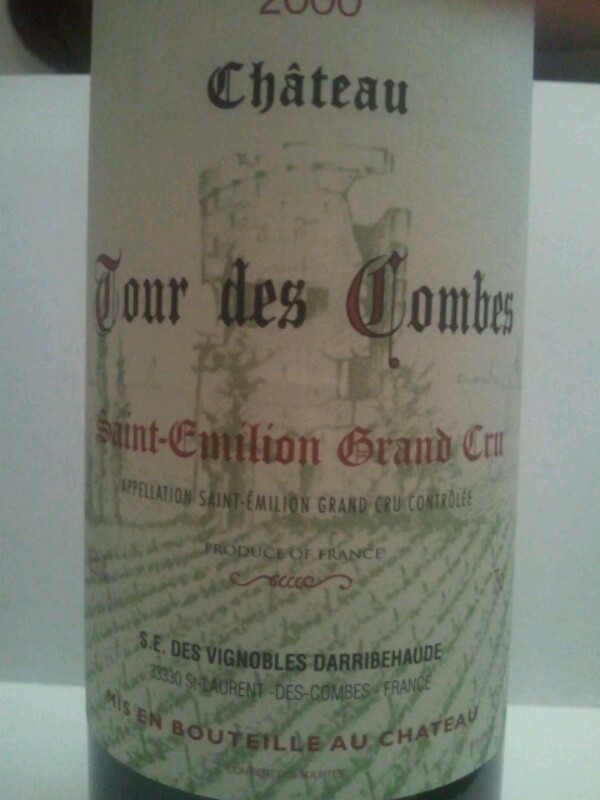 Château
Tour des Combes
Saint-Emilion Grand Cru
APPELLATION SAINT-ÉMILION GRAND CRU CONTRÔLÉE
PRODUCE OF FRANCE
S.E. DES VIGNOBLES DARRIBEHAUDE
33330 St-LAURENT-DES-COMBES - FRANCE
MIS EN BOUTEILLE AU CHATEAU